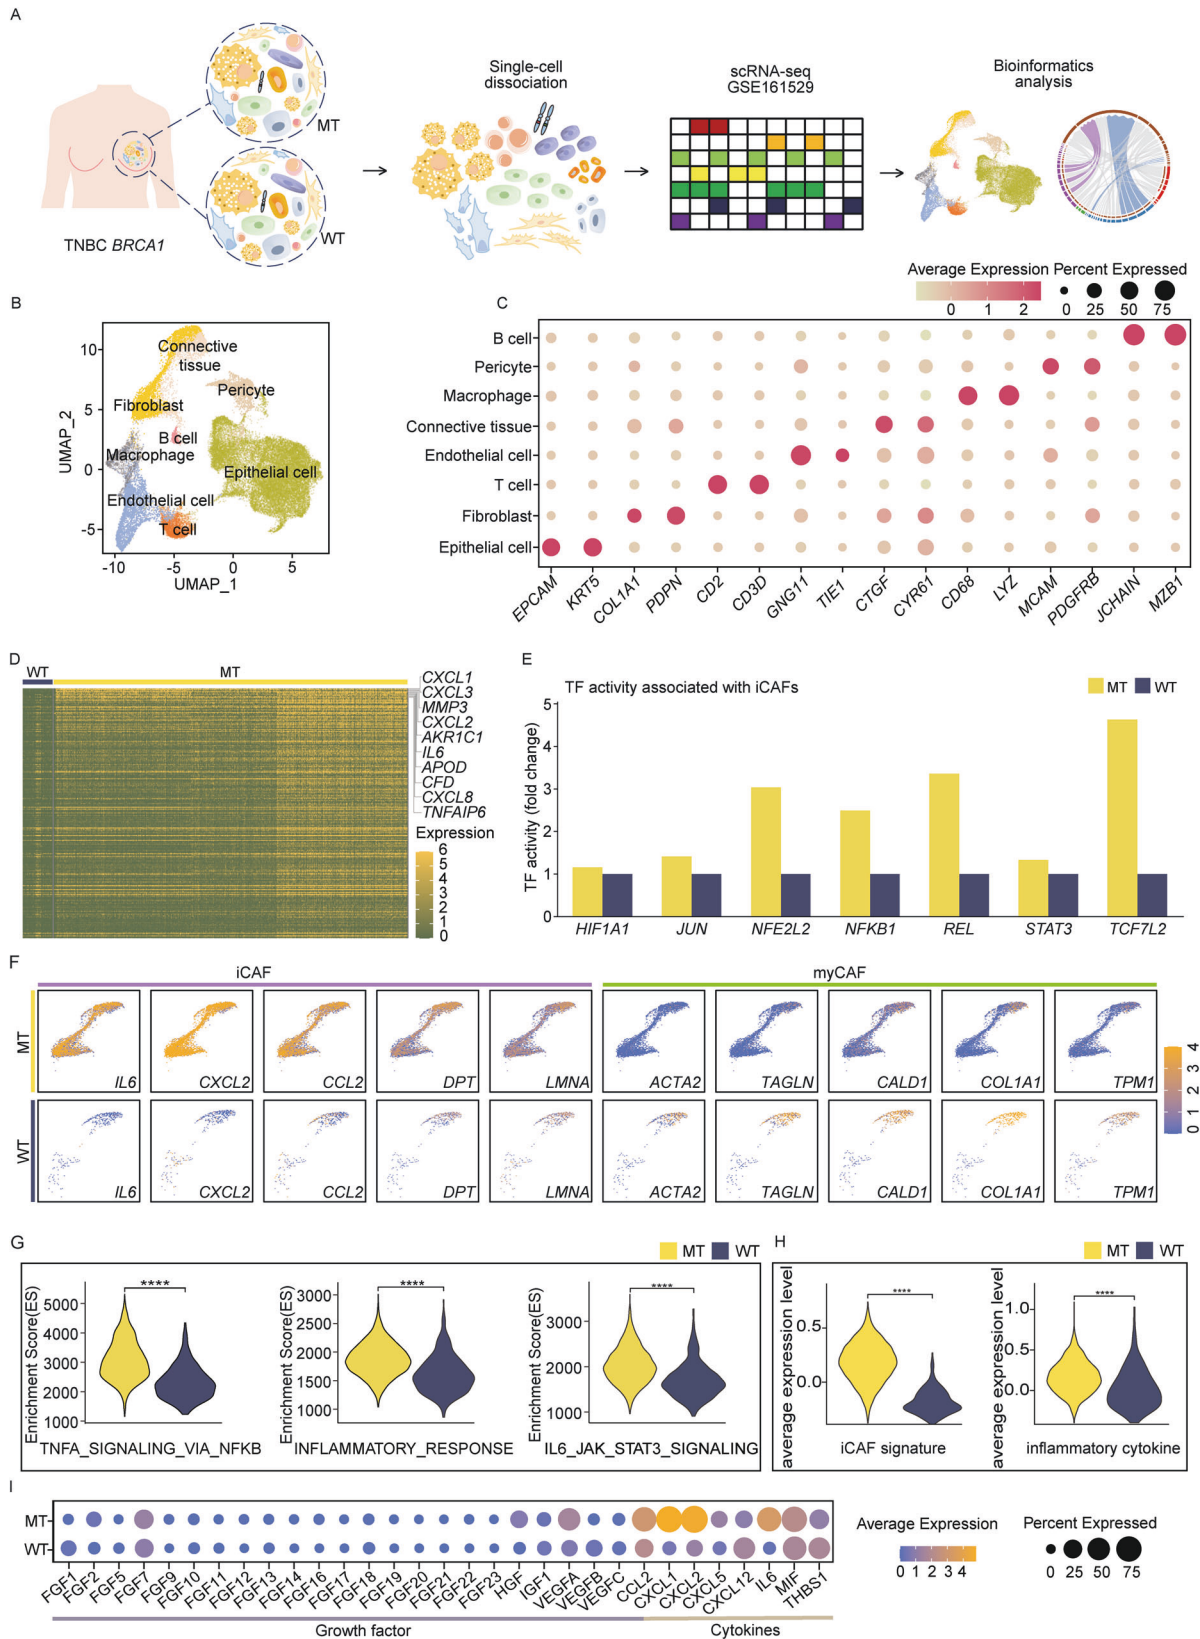 A
TNBC BRCA1
MT
WT
Single-cell
dissociation
scRNA-seq
GSE161529
Bioinformatics
analysis
B
UMAP_2
10
5
0
-5
-10
-5
0
5
UMAP_1
Connective
tissue
Pericyte
Fibroblast
B cell
Macrophage
Epithelial cell
Endothelial cell
T cell
C
Average Expression
0 1 2
Percent Expressed
0 25 50 75
B cell
Pericyte
Macrophage
Connective tissue
Endothelial cell
T cell
Fibroblast
Epithelial cell
EPCAM
KRT5
COL1A1
PDPN
CD2
CD3D
GNG11
TIE1
CTGF
CYR61
CD68
LYZ
MCAM
PDGFRB
JCHAIN
MZB1
D
WT
MT
CXCL1
CXCL3
MMP3
CXCL2
AKR1C1
IL6
APOD
CFD
CXCL8
TNFAIP6
Expression
6
5
4
3
2
1
0
E
TF activity associated with iCAFs
MT WT
TF activity (fold change)
5
4
3
2
1
0
HIF1A1 JUN NFE2L2 NFKB1 REL STAT3 TCF7L2
F
iCAF
myCAF
MT
IL6 CXCL2 CCL2 DPT LMNA ACTA2 TAGLN CALD1 COL1A1 TPM1
WT
IL6 CXCL2 CCL2 DPT LMNA ACTA2 TAGLN CALD1 COL1A1 TPM1
0 1 2 3 4
G
MT WT
Enrichment Score(ES)
5000
4000
3000
2000
1000
****
TNFA_SIGNALING_VIA_NFKB
Enrichment Score(ES)
3000
2500
2000
1500
1000
****
INFLAMMATORY_RESPONSE
Enrichment Score(ES)
3000
2000
1000
****
IL6_JAK_STAT3_SIGNALING
H
MT WT
average expression level
0.5
0.0
****
iCAF signature
average expression level
1.0
0.5
0.0
****
inflammatory cytokine
I
MT
WT
FGF1
FGF2
FGF5
FGF7
FGF9
FGF10
FGF11
FGF12
FGF13
FGF14
FGF16
FGF17
FGF18
FGF19
FGF20
FGF21
FGF22
FGF23
HGF
IGF1
VEGFA
VEGFB
VEGFC
CCL2
CXCL1
CXCL2
CXCL5
CXCL12
IL6
MIF
THBS1
Growth factor
Cytokines
Average Expression
0 1 2 3 4
Percent Expressed
0 25 50 75